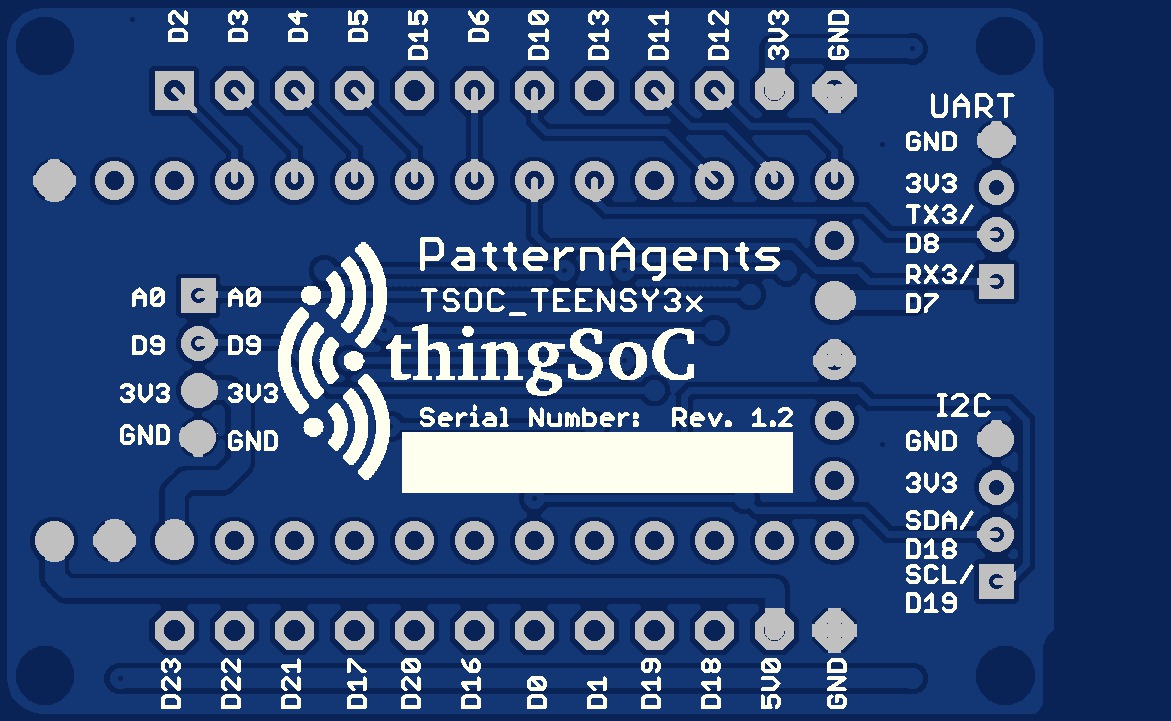 D2 D3 D4 D5 D15 D6 D10 D13 D11 D12 3V3 GND
UART
GND
3V3
TX3/
D8
RX3/
D7
PatternAgents
TSOC_TEENSY3x
thingSoC
Serial Number: Rev. 1.2
A0 A0
D9 D9
3V3 3V3
GND GND
I2C
GND
3V3
SDA/
D18
SCL/
D19
D23 D22 D21 D17 D20 D16 D0 D1 D19 D18 5V0 GND